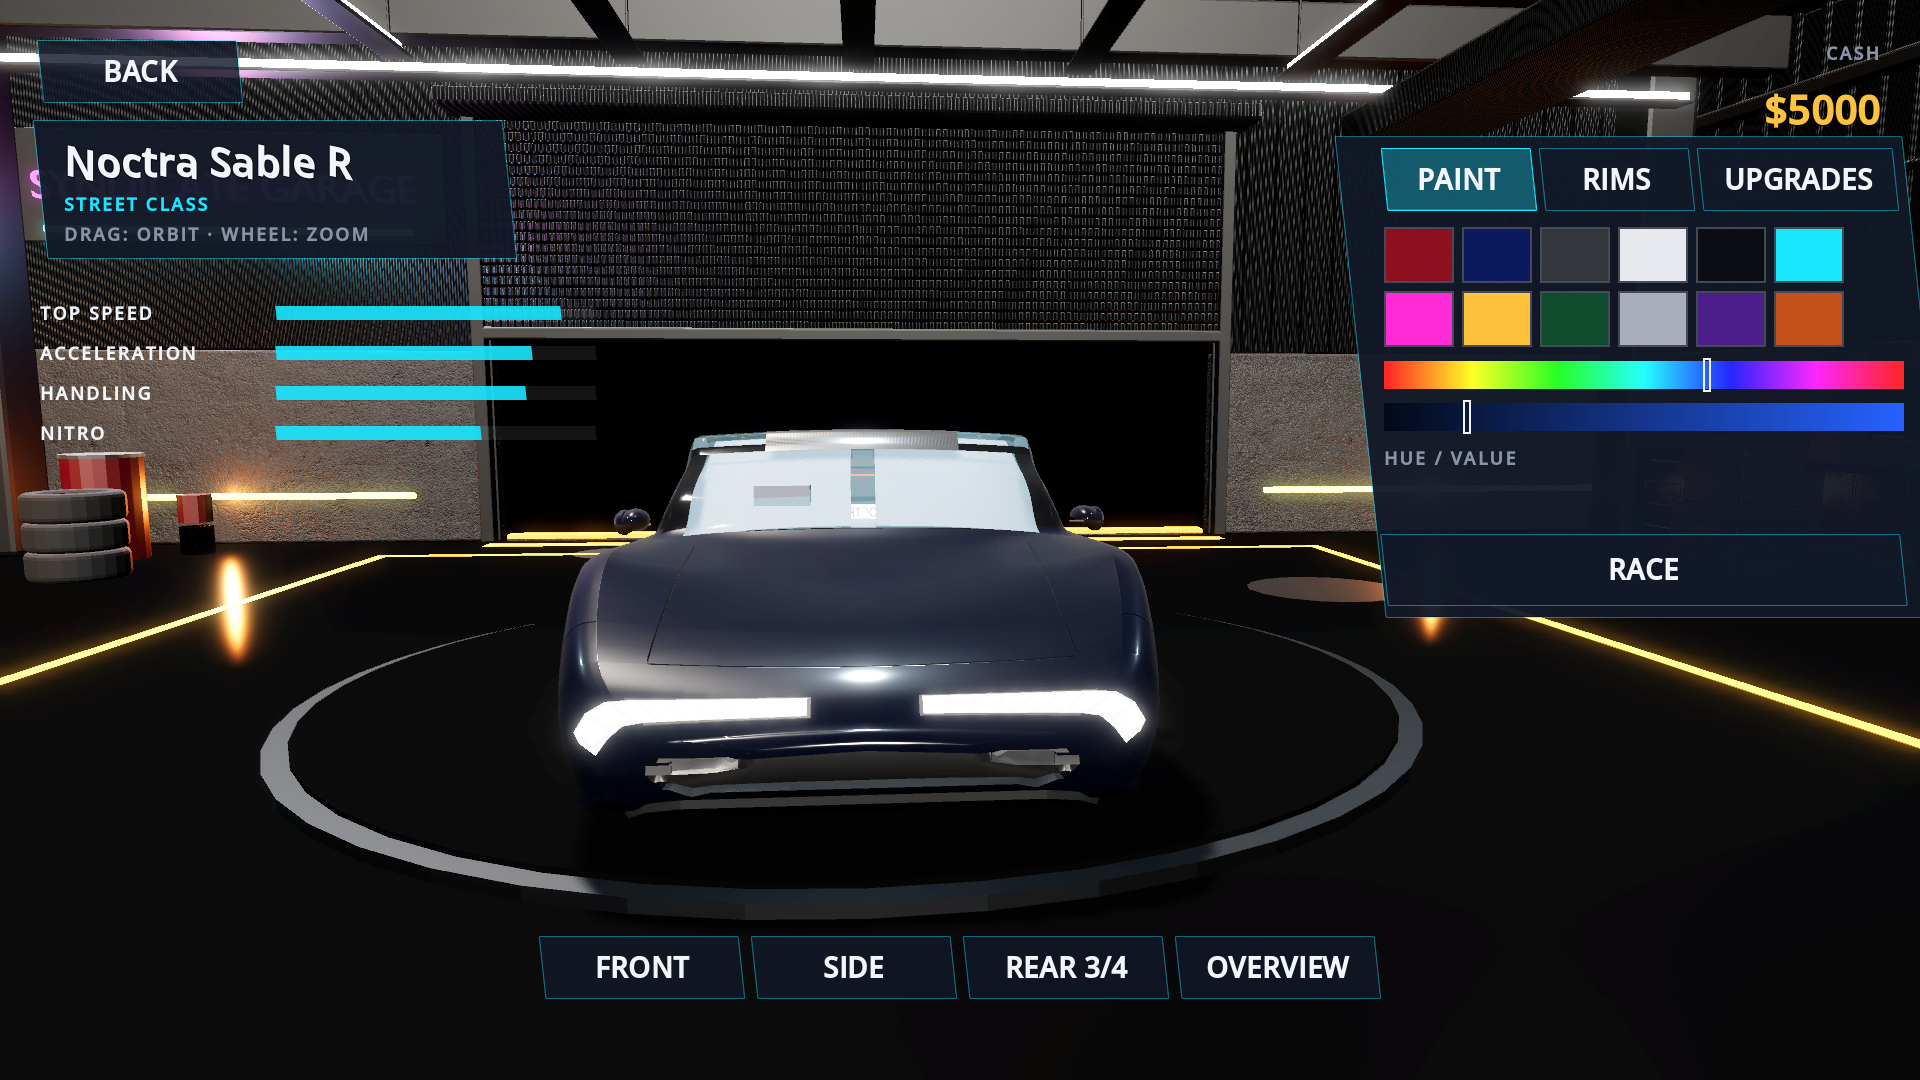 BACK
CASH
$5000
Noctra Sable R
STREET CLASS
DRAG: ORBIT · WHEEL: ZOOM
PAINT
RIMS
UPGRADES
TOP SPEED
ACCELERATION
HANDLING
NITRO
HUE / VALUE
RACE
FRONT
SIDE
REAR 3/4
OVERVIEW